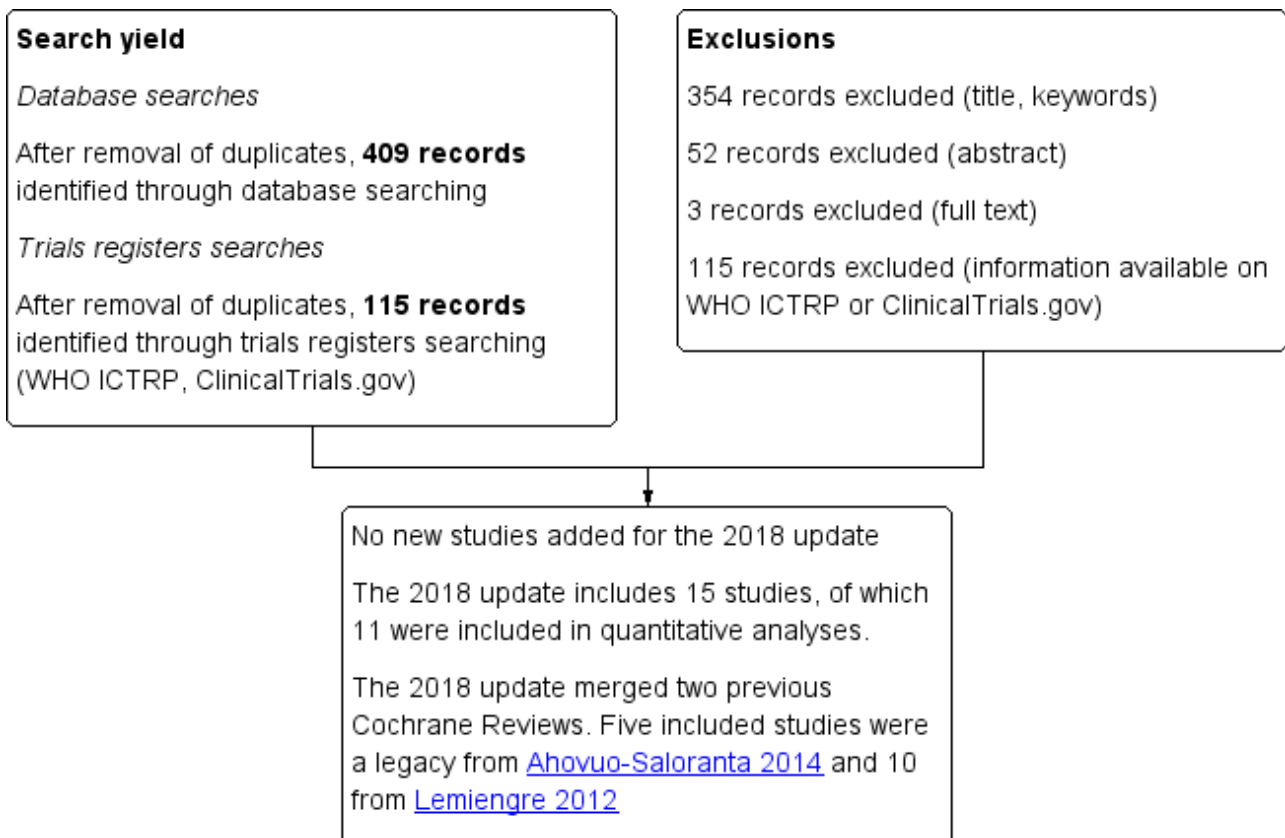 Search yield
Database searches
After removal of duplicates, 409 records
identified through database searching
Trials registers searches
After removal of duplicates, 115 records
identified through trials registers searching
(WHO ICTRP, ClinicalTrials.gov)
Exclusions
354 records excluded (title, keywords)
52 records excluded (abstract)
3 records excluded (full text)
115 records excluded (information available on
WHO ICTRP or ClinicalTrials.gov)
No new studies added for the 2018 update
The 2018 update includes 15 studies, of which
11 were included in quantitative analyses.
The 2018 update merged two previous
Cochrane Reviews. Five included studies were
a legacy from Ahovuo-Saloranta 2014 and 10
from Lemiengre 2012